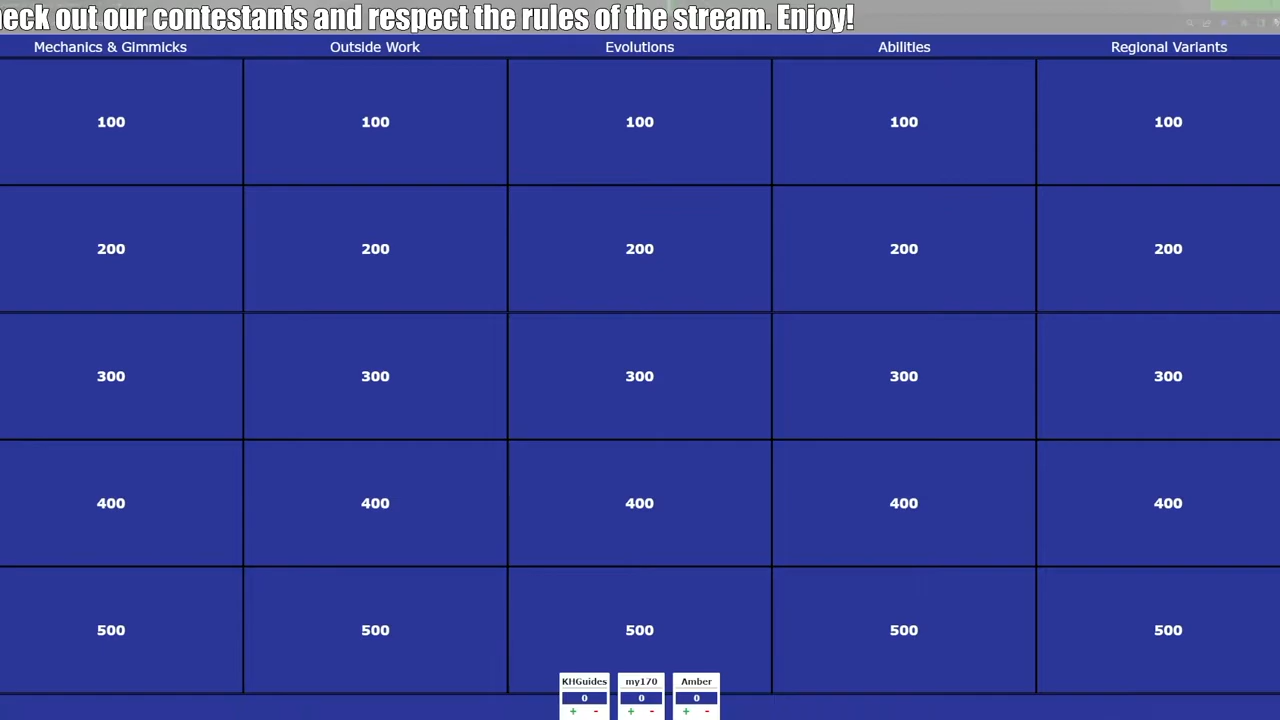 heck out our contestants and respect the rules of the stream. Enjoy!
Mechanics & Gimmicks Outside Work Evolutions Abilities Regional Variants
100 100 100 100 100
200 200 200 200 200
300 300 300 300 300
400 400 400 400 400
500 500 500 500 500
KHGuides my170 Amber
0 0 0
+ - + - + -